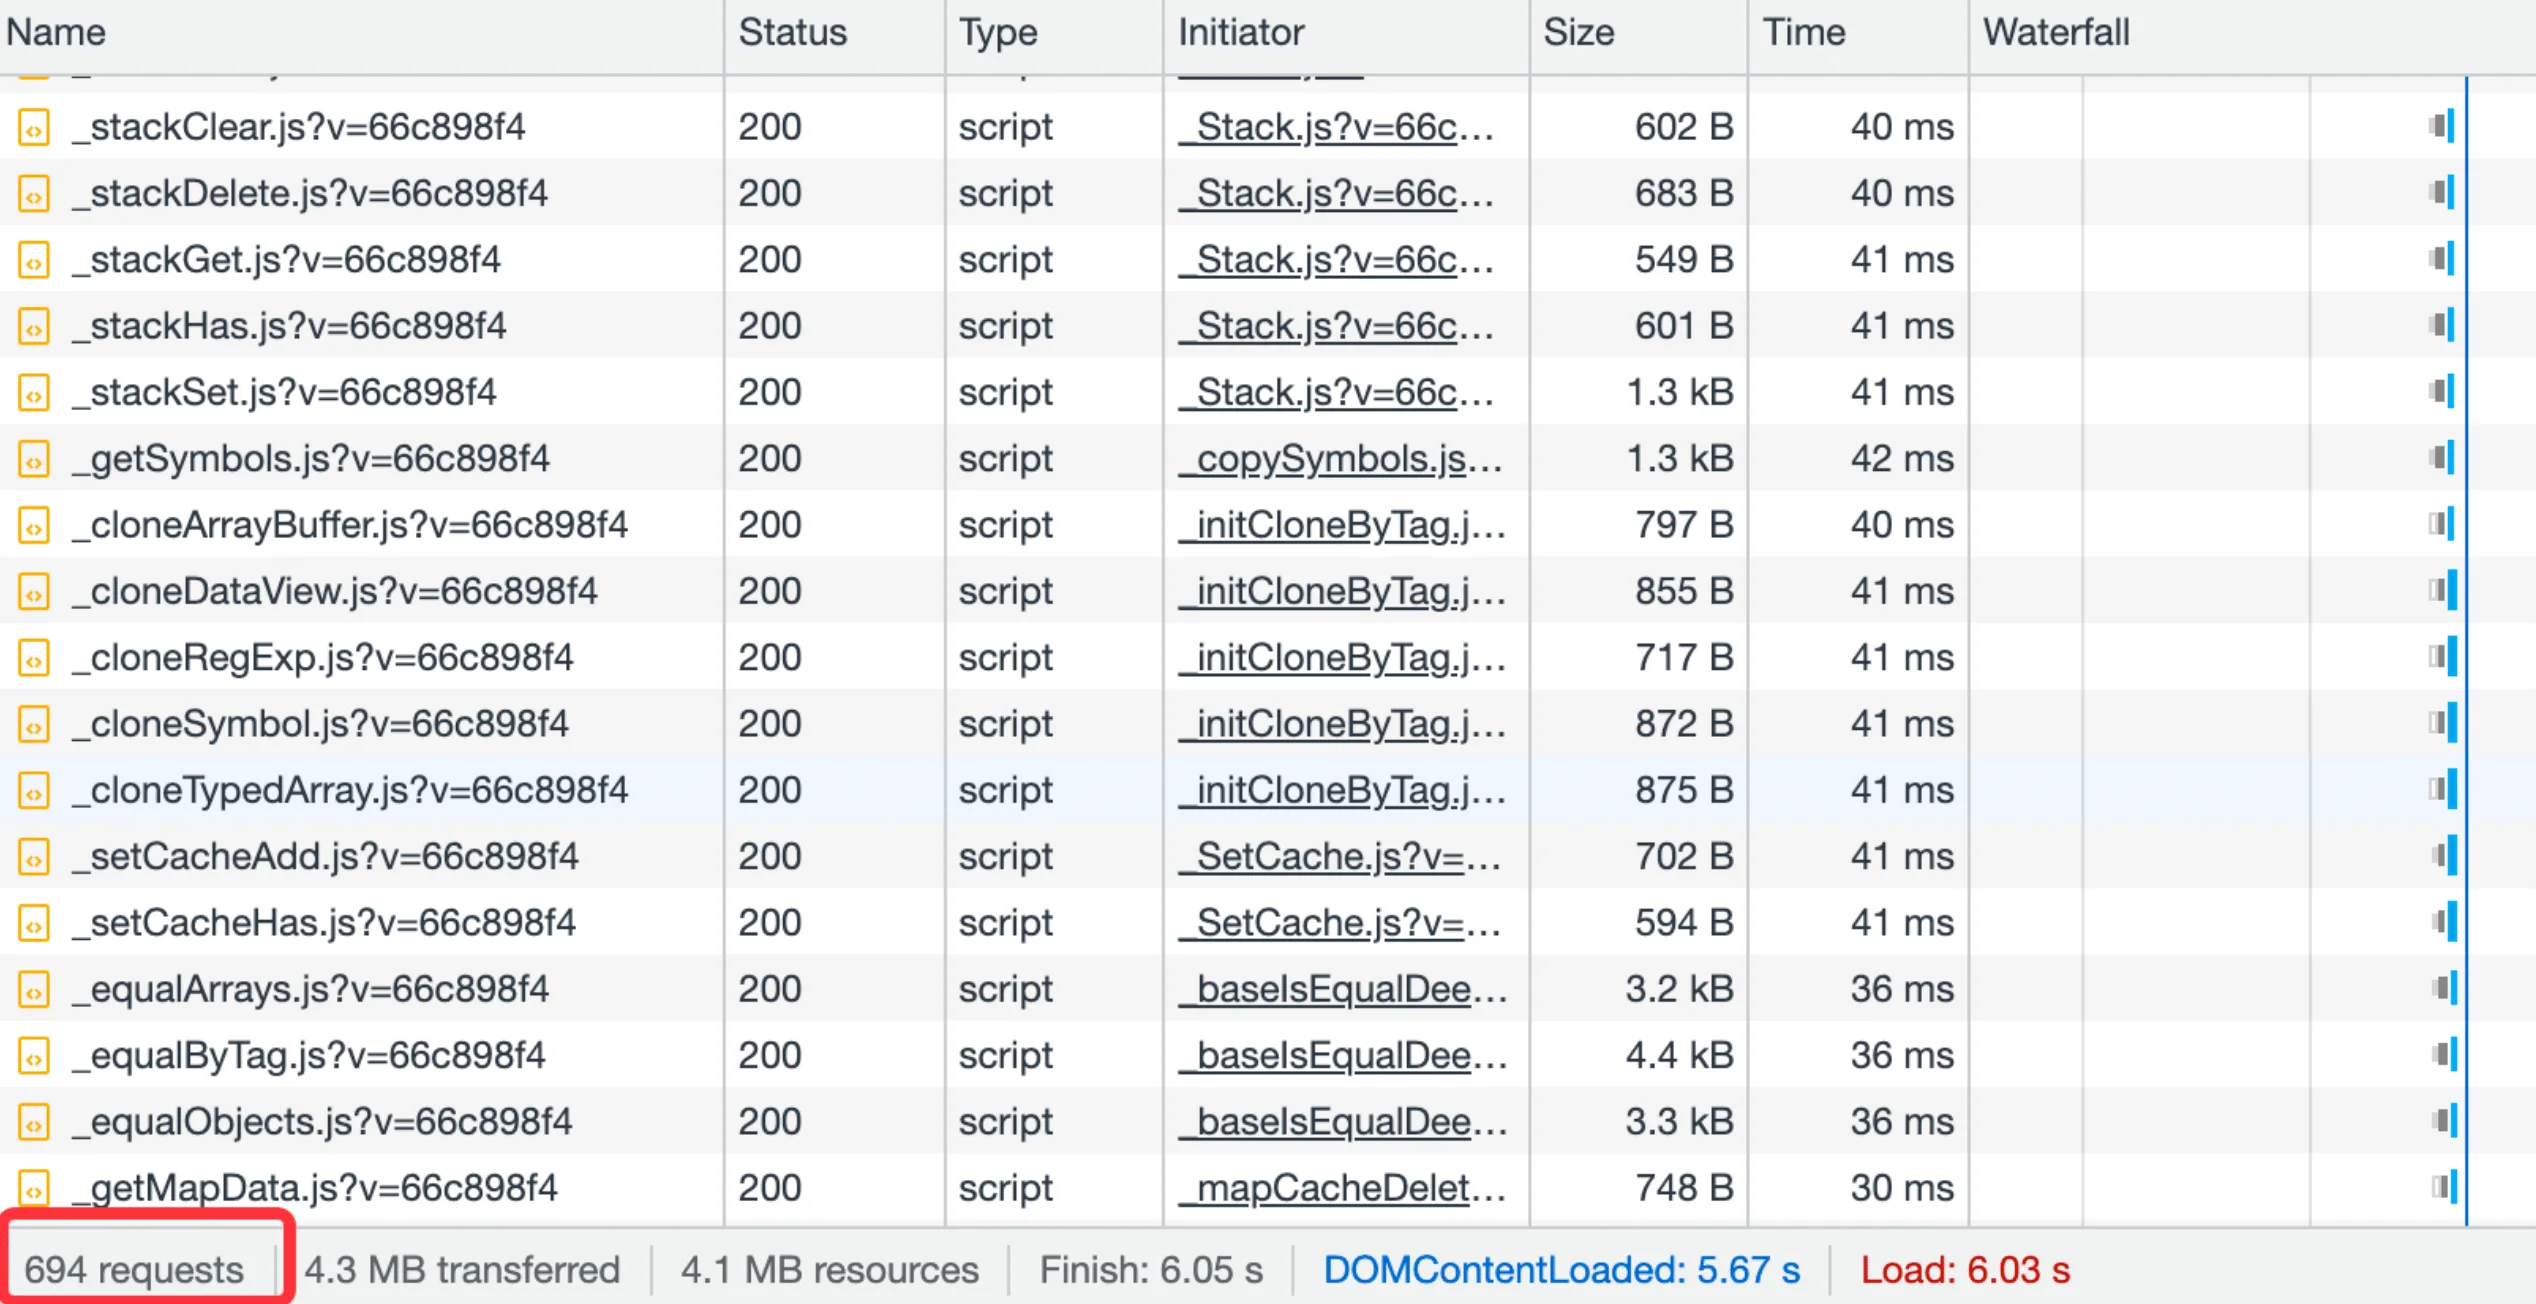 Name Status Type Initiator Size Time Waterfall
_stackClear.js?v=66c898f4 200 script _Stack.js?v=66c... 602 B 40 ms
_stackDelete.js?v=66c898f4 200 script _Stack.js?v=66c... 683 B 40 ms
_stackGet.js?v=66c898f4 200 script _Stack.js?v=66c... 549 B 41 ms
_stackHas.js?v=66c898f4 200 script _Stack.js?v=66c... 601 B 41 ms
_stackSet.js?v=66c898f4 200 script _Stack.js?v=66c... 1.3 kB 41 ms
_getSymbols.js?v=66c898f4 200 script _copySymbols.js... 1.3 kB 42 ms
_cloneArrayBuffer.js?v=66c898f4 200 script _initCloneByTag.j... 797 B 40 ms
_cloneDataView.js?v=66c898f4 200 script _initCloneByTag.j... 855 B 41 ms
_cloneRegExp.js?v=66c898f4 200 script _initCloneByTag.j... 717 B 41 ms
_cloneSymbol.js?v=66c898f4 200 script _initCloneByTag.j... 872 B 41 ms
_cloneTypedArray.js?v=66c898f4 200 script _initCloneByTag.j... 875 B 41 ms
_setCacheAdd.js?v=66c898f4 200 script _SetCache.js?v=... 702 B 41 ms
_setCacheHas.js?v=66c898f4 200 script _SetCache.js?v=... 594 B 41 ms
_equalArrays.js?v=66c898f4 200 script _baseIsEqualDee... 3.2 kB 36 ms
_equalByTag.js?v=66c898f4 200 script _baseIsEqualDee... 4.4 kB 36 ms
_equalObjects.js?v=66c898f4 200 script _baseIsEqualDee... 3.3 kB 36 ms
_getMapData.js?v=66c898f4 200 script _mapCacheDelet... 748 B 30 ms
694 requests 4.3 MB transferred 4.1 MB resources Finish: 6.05 s DOMContentLoaded: 5.67 s Load: 6.03 s